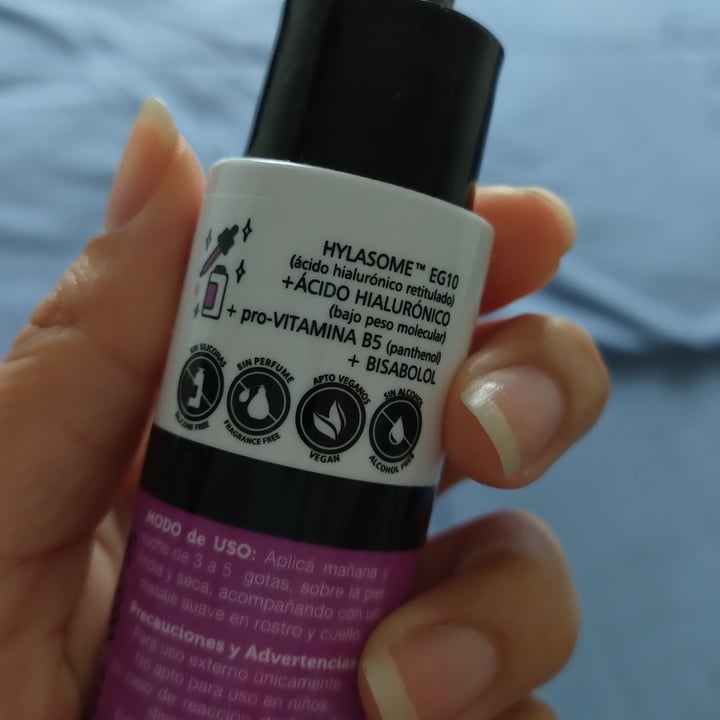 HYLASOME™ EG10
(ácido hialurónico retitulado)
+ÁCIDO HIALURÓNICO
(bajo peso molecular)
+ pro-VITAMINA B5 (panthenol)
+ BISABOLOL
SIN SILICONAS
SILICONE FREE
SIN PERFUME
FRAGRANCE FREE
APTO VEGANOS
VEGAN
SIN ALCOHOL
ALCOHOL FREE
MODO de USO: Aplicá mañana y
noche de 3 a 5 gotas, sobre la piel
limpia y seca, acompañando con un
masaje suave en rostro y cuello.
Precauciones y Advertencias
Para uso externo únicamente.
No apto para uso en niños.
caso de reacción